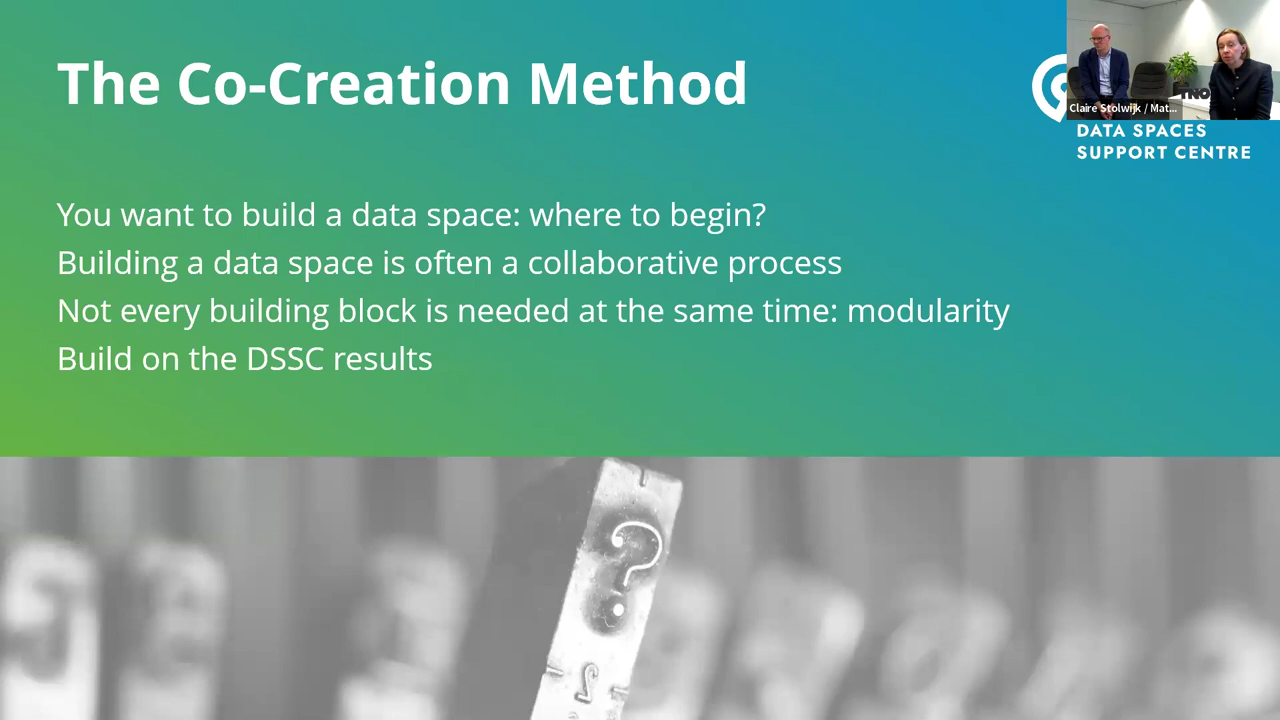 The Co-Creation Method
TNO
Claire Stolwijk / Mat...
DATA SPACES
SUPPORT CENTRE
You want to build a data space: where to begin?
Building a data space is often a collaborative process
Not every building block is needed at the same time: modularity
Build on the DSSC results
?